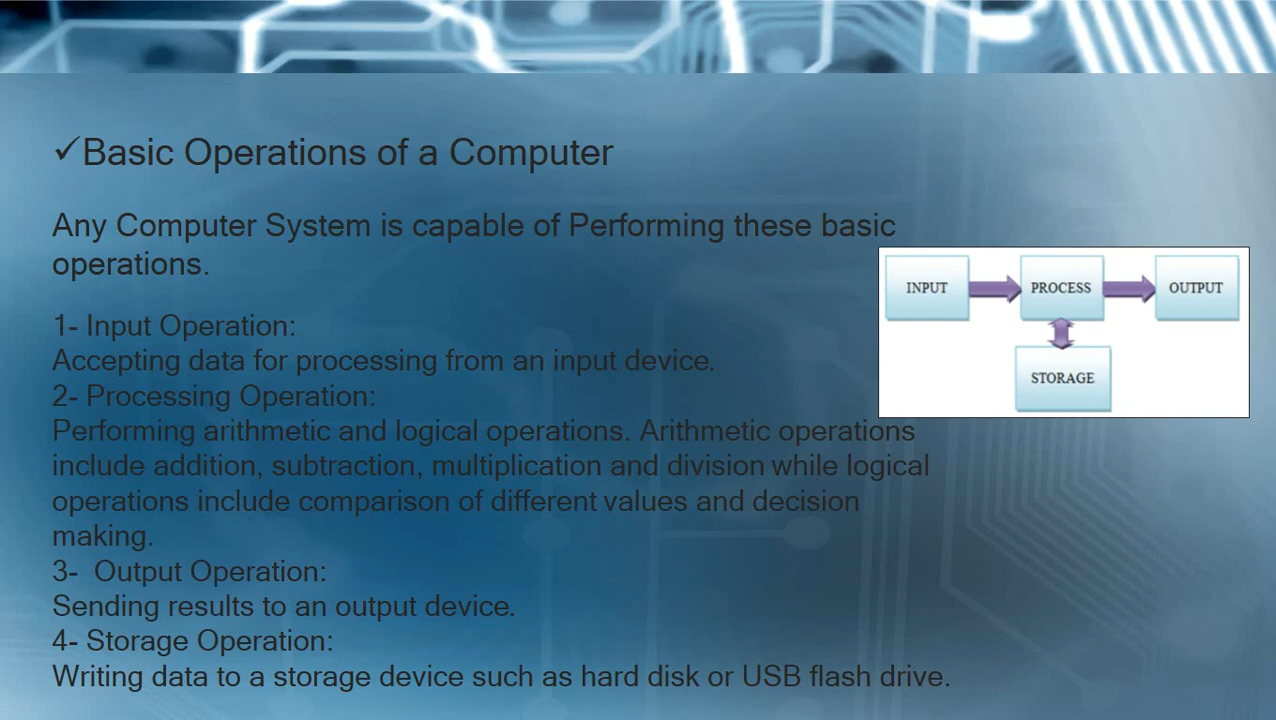 ✓Basic Operations of a Computer
Any Computer System is capable of Performing these basic
operations.
1- Input Operation:
Accepting data for processing from an input device.
2- Processing Operation:
Performing arithmetic and logical operations. Arithmetic operations
include addition, subtraction, multiplication and division while logical
operations include comparison of different values and decision
making.
3- Output Operation:
Sending results to an output device.
4- Storage Operation:
Writing data to a storage device such as hard disk or USB flash drive.
INPUT PROCESS OUTPUT
STORAGE